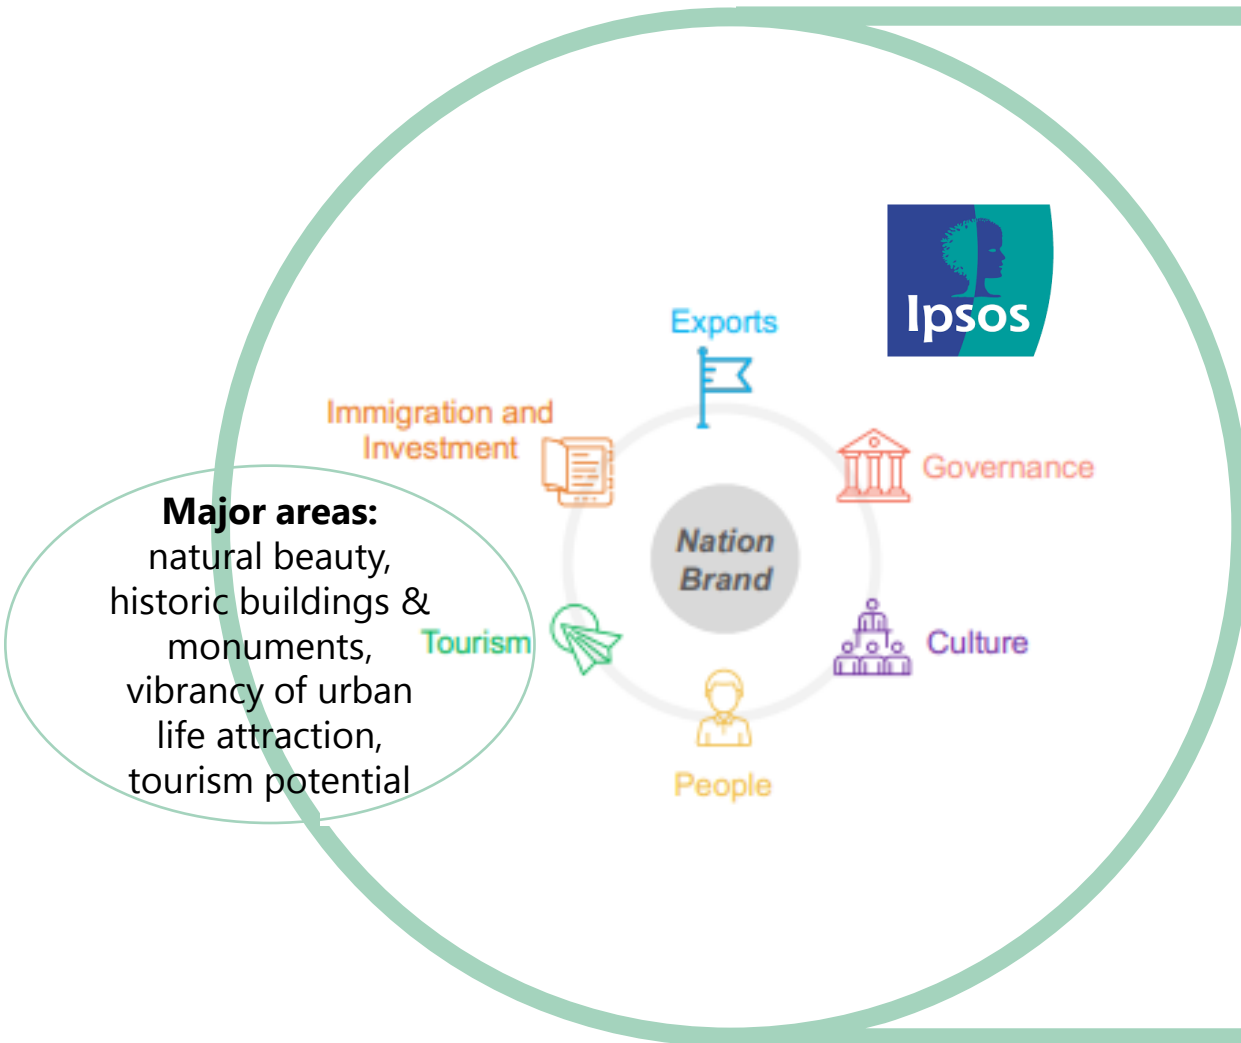 Ipsos
Exports
Immigration and
Investment
Governance
Major areas:
natural beauty,
historic buildings &
monuments,
vibrancy of urban
life attraction,
tourism potential
Nation
Brand
Tourism
Culture
People